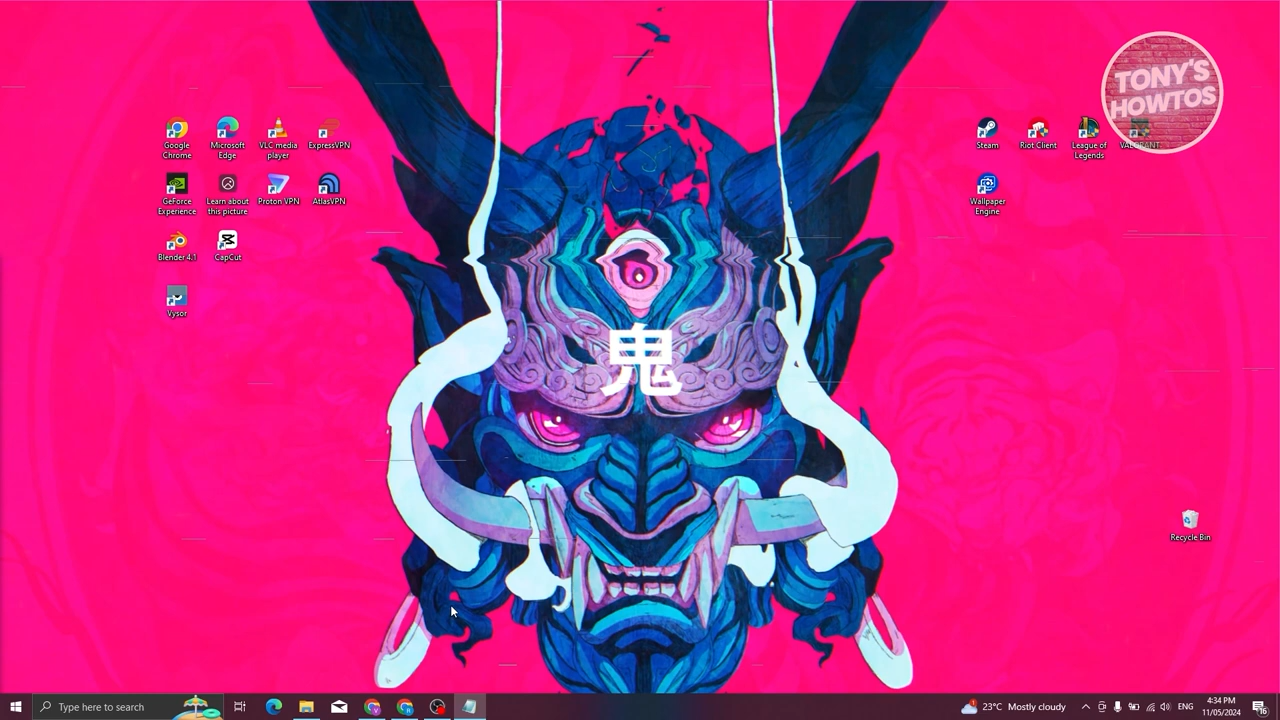 TONY'S
HOWTOS
Google
Chrome
Microsoft
Edge
VLC media
player
ExpressVPN
Steam
Riot Client
League of
Legends
VALORANT
GeForce
Experience
Learn about
this picture
Proton VPN
AtlasVPN
Wallpaper
Engine
Blender 4.1
CapCut
Vysor
鬼
Recycle Bin
Type here to search
23°C Mostly cloudy
ENG
4:34 PM
11/05/2024
16